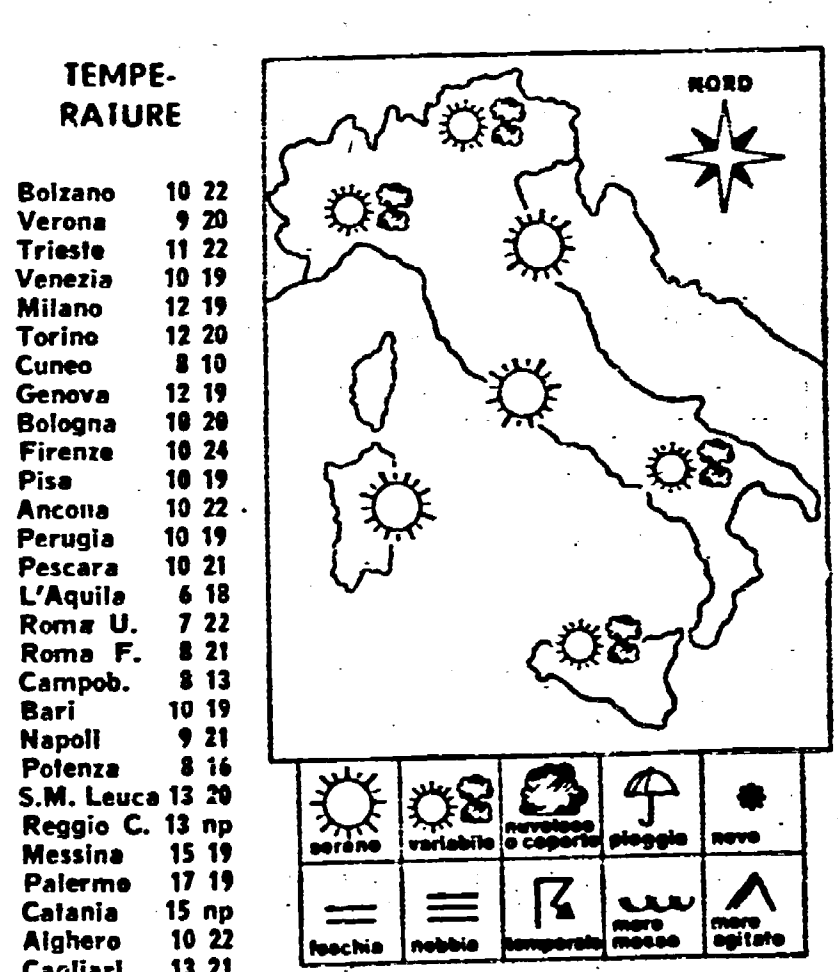 TEMPE-
RATURE
Bolzano 10 22
Verona 9 20
Trieste 11 22
Venezia 10 19
Milano 12 19
Torino 12 20
Cuneo 8 10
Genova 12 19
Bologna 10 20
Firenze 10 24
Pisa 10 19
Ancona 10 22
Perugia 10 19
Pescara 10 21
L'Aquila 6 18
Roma U. 7 22
Roma F. 8 21
Campob. 8 13
Bari 10 19
Napoli 9 21
Potenza 8 16
S.M. Leuca 13 20
Reggio C. 13 np
Messina 15 19
Palermo 17 19
Catania 15 np
Alghero 10 22
Cagliari 13 21
NORD
sereno
variabile
nuvoloso
o coperto
pioggia
neve
foschia
nebbia
temporale
mare
mosso
mare
agitato